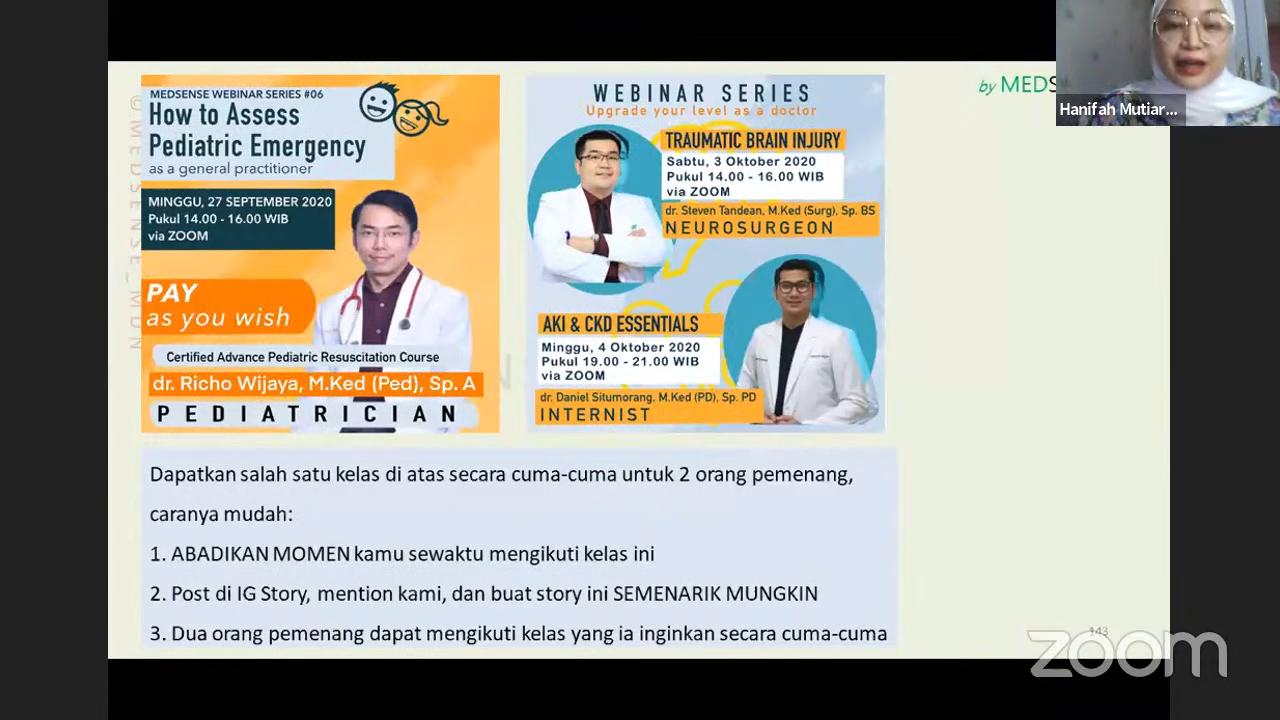 MEDSENSE WEBINAR SERIES #06
How to Assess
Pediatric Emergency
as a general practitioner
MINGGU, 27 SEPTEMBER 2020
Pukul 14.00 - 16.00 WIB
via ZOOM
PAY
as you wish
Certified Advance Pediatric Resuscitation Course
dr. Richo Wijaya, M.Ked (Ped), Sp. A
PEDIATRICIAN
WEBINAR SERIES
Upgrade your level as a doctor
TRAUMATIC BRAIN INJURY
Sabtu, 3 Oktober 2020
Pukul 14.00 - 16.00 WIB
via ZOOM
dr. Steven Tandean, M.Ked (Surg), Sp. BS
NEUROSURGEON
AKI & CKD ESSENTIALS
Minggu, 4 Oktober 2020
Pukul 19.00 - 21.00 WIB
via ZOOM
dr. Daniel Situmorang, M.Ked (PD), Sp. PD
INTERNIST
by MEDS
Hanifah Mutiar...
Dapatkan salah satu kelas di atas secara cuma-cuma untuk 2 orang pemenang,
caranya mudah:
1. ABADIKAN MOMEN kamu sewaktu mengikuti kelas ini
2. Post di IG Story, mention kami, dan buat story ini SEMENARIK MUNGKIN
3. Dua orang pemenang dapat mengikuti kelas yang ia inginkan secara cuma-cuma
143
zoom